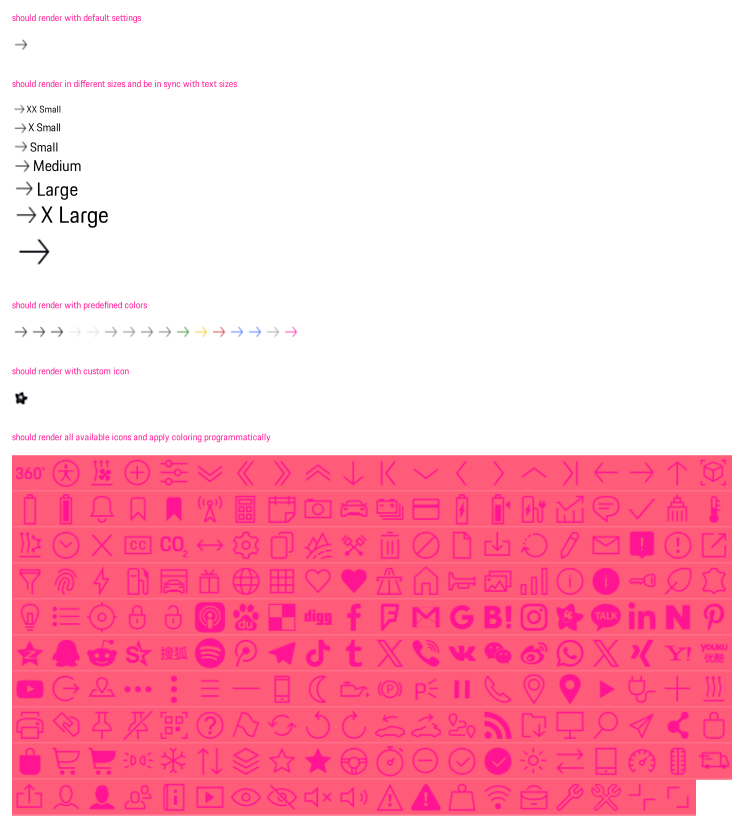 should render with default settings
should render in different sizes and be in sync with text sizes
XX Small
X Small
Small
Medium
Large
X Large
should render with predefined colors
should render with custom icon
should render all available icons and apply coloring programmatically
360°
CC CO2
du digg G B! TALK in N
搜狐 t X Y! YOUKU
优酷
P P